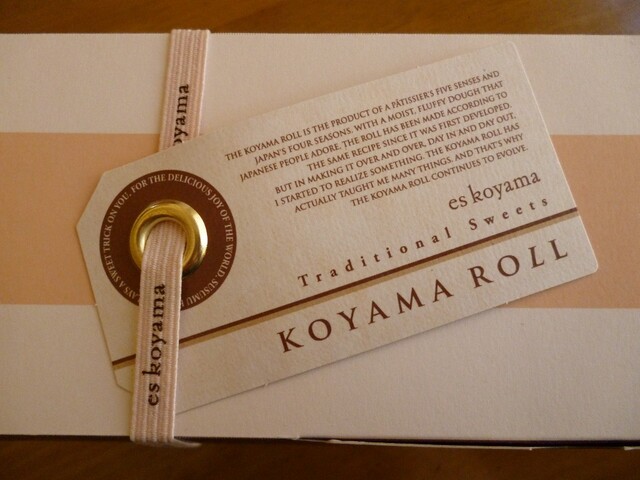 THE KOYAMA ROLL IS THE PRODUCT OF A PÂTISSIER'S FIVE SENSES AND
JAPAN'S FOUR SEASONS. WITH A MOIST, FLUFFY DOUGH THAT
JAPANESE PEOPLE ADORE. THE ROLL HAS BEEN MADE ACCORDING TO
THE SAME RECIPE SINCE IT WAS FIRST DEVELOPED.
BUT IN MAKING IT OVER AND OVER, DAY IN AND DAY OUT,
I STARTED TO REALIZE SOMETHING. THE KOYAMA ROLL HAS
ACTUALLY TAUGHT ME MANY THINGS, AND THAT'S WHY
THE KOYAMA ROLL CONTINUES TO EVOLVE.
es koyama
Traditional Sweets
KOYAMA ROLL
A SWEET TRICK ON YOU, FOR THE DELICIOUS JOY OF THE WORLD. SUSUMU
oyama
es koyama